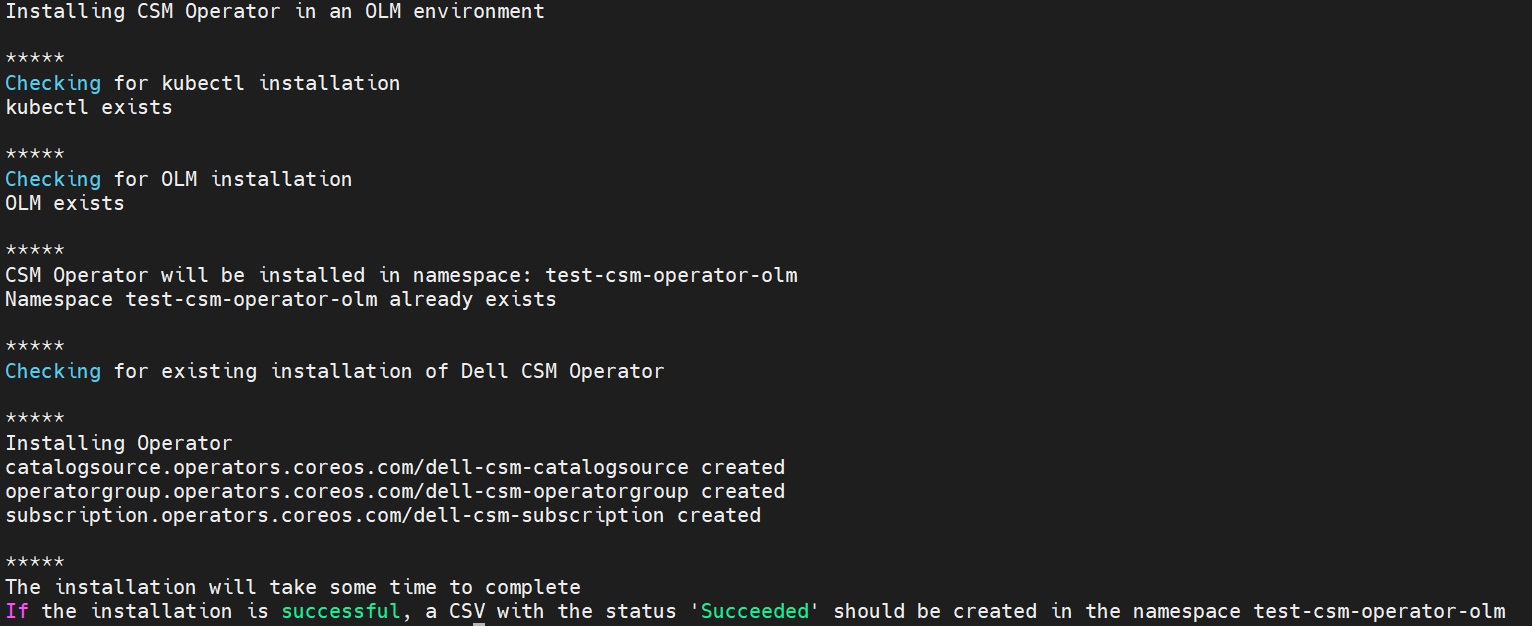 Installing CSM Operator in an OLM environment
*****
Checking for kubectl installation
kubectl exists
*****
Checking for OLM installation
OLM exists
*****
CSM Operator will be installed in namespace: test-csm-operator-olm
Namespace test-csm-operator-olm already exists
*****
Checking for existing installation of Dell CSM Operator
*****
Installing Operator
catalogsource.operators.coreos.com/dell-csm-catalogsource created
operatorgroup.operators.coreos.com/dell-csm-operatorgroup created
subscription.operators.coreos.com/dell-csm-subscription created
*****
The installation will take some time to complete
If the installation is successful, a CSV with the status 'Succeeded' should be created in the namespace test-csm-operator-olm